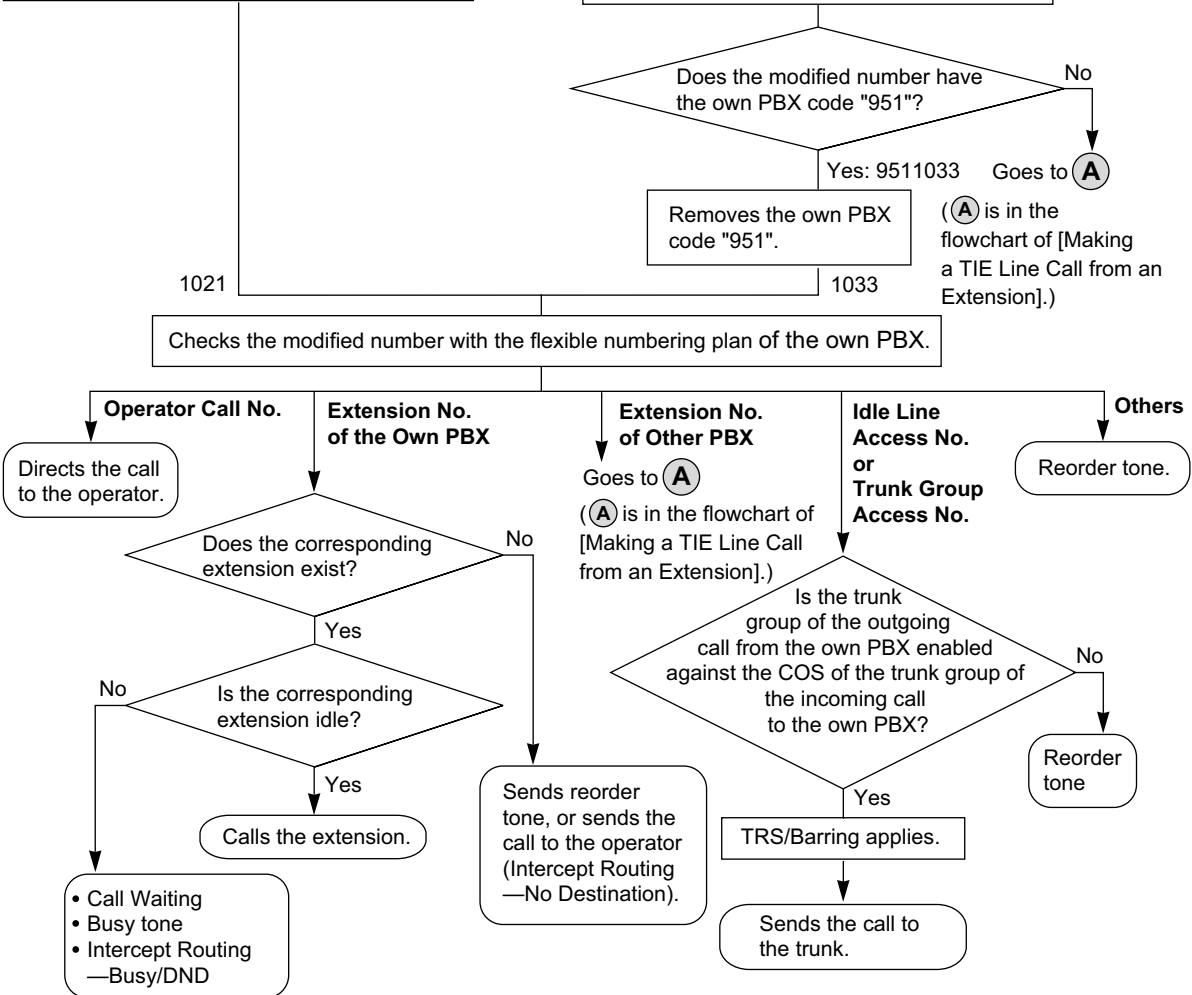 Does the modified number have
the own PBX code "951"?
No
Yes: 9511033
Goes to A
Removes the own PBX
code "951".
(A is in the
flowchart of [Making
a TIE Line Call from an
Extension].)
1021
1033
Checks the modified number with the flexible numbering plan of the own PBX.
Operator Call No.
Extension No.
of the Own PBX
Extension No.
of Other PBX
Idle Line
Access No.
or
Trunk Group
Access No.
Others
Directs the call
to the operator.
Goes to A
(A is in the flowchart of
[Making a TIE Line Call
from an Extension].)
Reorder tone.
Does the corresponding
extension exist?
No
Yes
Is the trunk
group of the outgoing
call from the own PBX enabled
against the COS of the trunk group of
the incoming call
to the own PBX?
No
No
Is the corresponding
extension idle?
Yes
Reorder
tone
Yes
Calls the extension.
Sends reorder
tone, or sends the
call to the operator
(Intercept Routing
—No Destination).
TRS/Barring applies.
• Call Waiting
• Busy tone
• Intercept Routing
—Busy/DND
Sends the call to
the trunk.